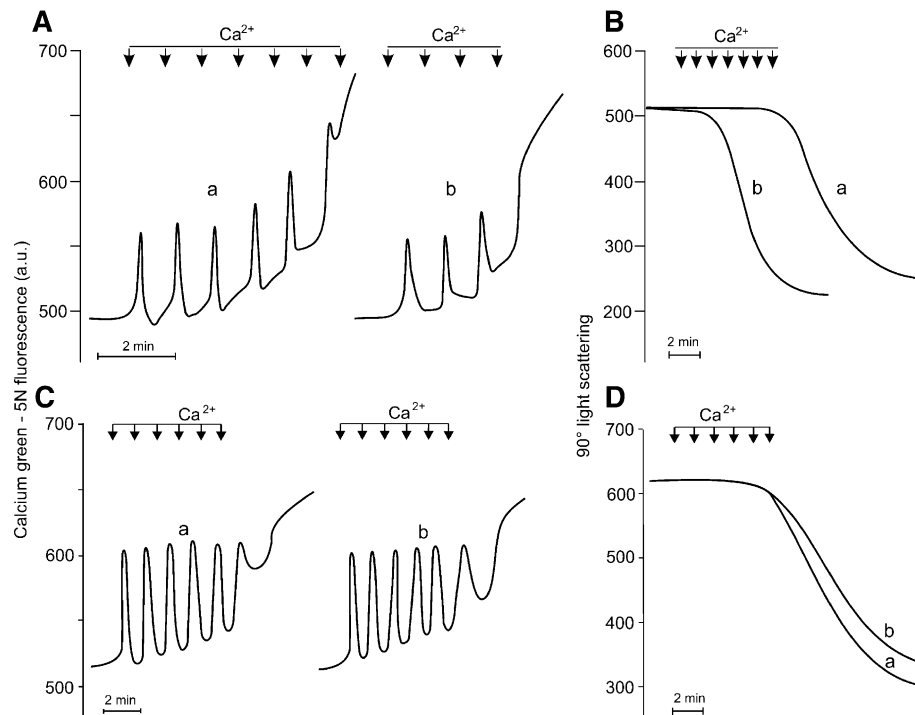 A
Ca2+
Ca2+
700
600
500
a
b
2 min
B
Ca2+
600
500
400
300
200
b
a
2 min
Calcium green - 5N fluorescence (a.u.)
90° light scattering
C
Ca2+
Ca2+
700
600
500
a
b
2 min
D
Ca2+
700
600
500
400
300
b
a
2 min